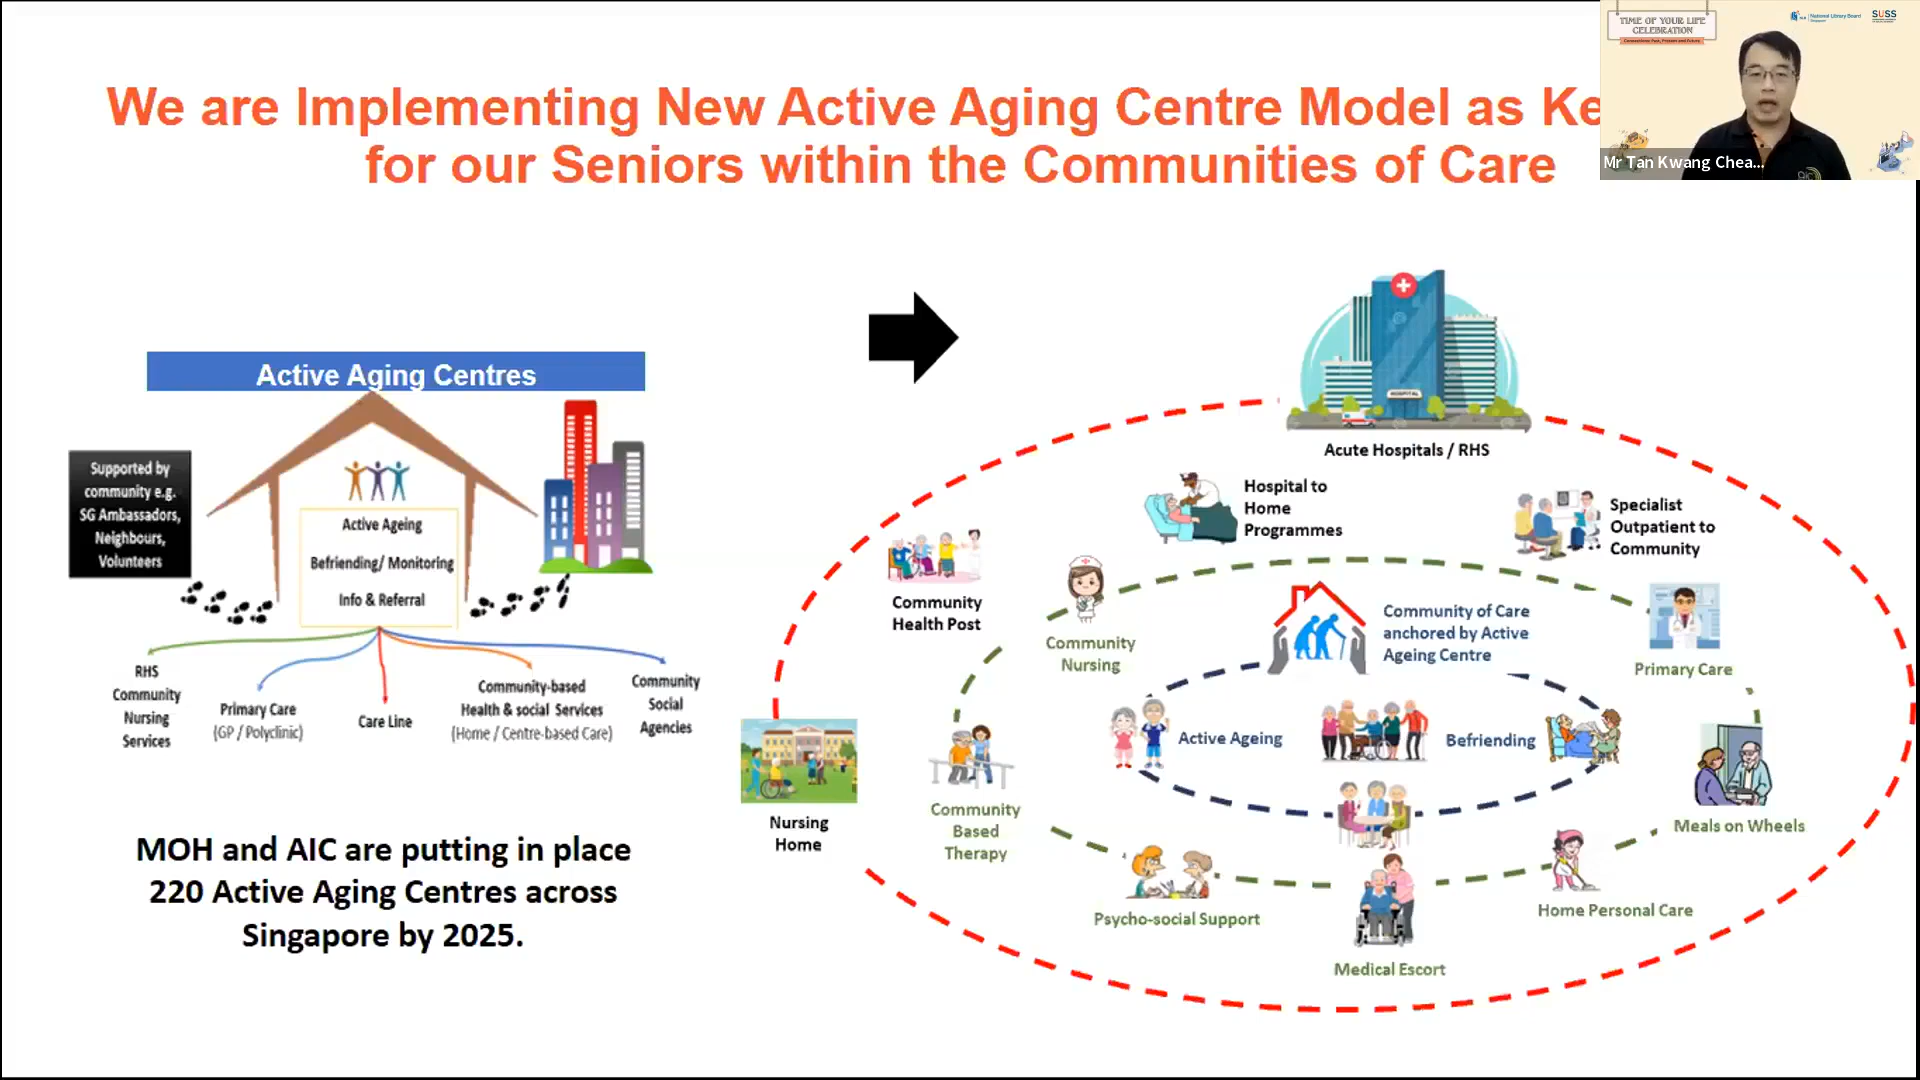 We are Implementing New Active Aging Centre Model as Ke
for our Seniors within the Communities of Care
TIME OF YOUR LIFE
CELEBRATION
National Library Board
Singapore
SUSS
Mr Tan Kwang Chea...
Active Aging Centres
Supported by
community e.g.
SG Ambassadors,
Neighbours,
Volunteers
Active Ageing
Befriending/ Monitoring
Info & Referral
RHS
Community
Nursing
Services
Primary Care
(GP / Polyclinic)
Care Line
Community-based
Health & social Services
(Home / Centre-based Care)
Community
Social
Agencies
MOH and AIC are putting in place
220 Active Aging Centres across
Singapore by 2025.
HOSPITAL
Acute Hospitals / RHS
Hospital to
Home
Programmes
Specialist
Outpatient to
Community
Community
Health Post
Community
Nursing
Community of Care
anchored by Active
Ageing Centre
Primary Care
Active Ageing
Befriending
Nursing
Home
Community
Based
Therapy
Meals on Wheels
Psycho-social Support
Home Personal Care
Medical Escort